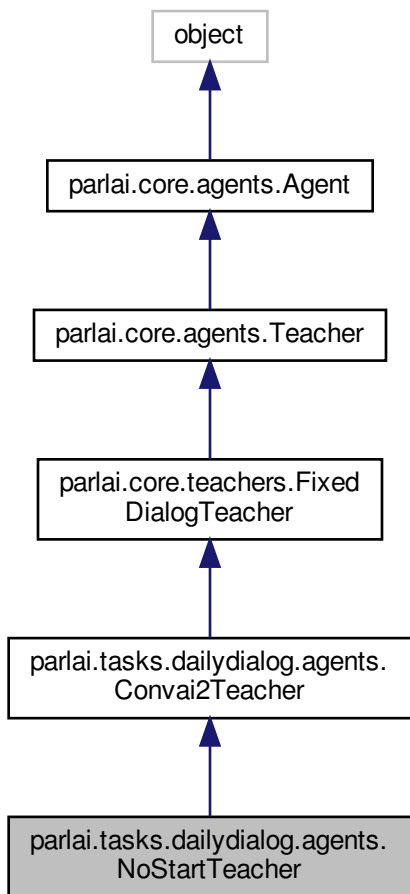 object
parlai.core.agents.Agent
parlai.core.agents.Teacher
parlai.core.teachers.Fixed
DialogTeacher
parlai.tasks.dailydialog.agents.
Convai2Teacher
parlai.tasks.dailydialog.agents.
NoStartTeacher